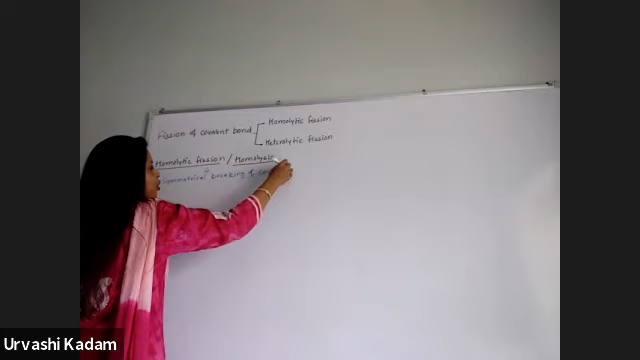 Fission of covalent bond
Homolytic fission
Heterolytic fission
Homolytic fission / Homolysis
symmetrical breaking of
Urvashi Kadam